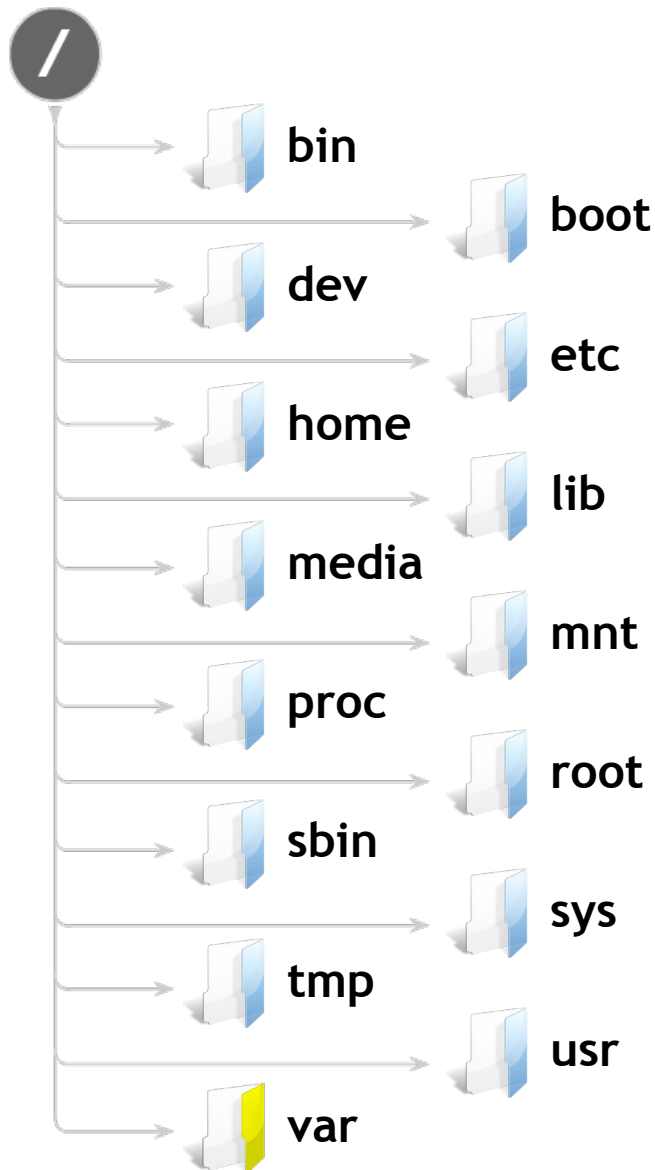 /
bin
boot
dev
etc
home
lib
media
mnt
proc
root
sbin
sys
tmp
usr
var